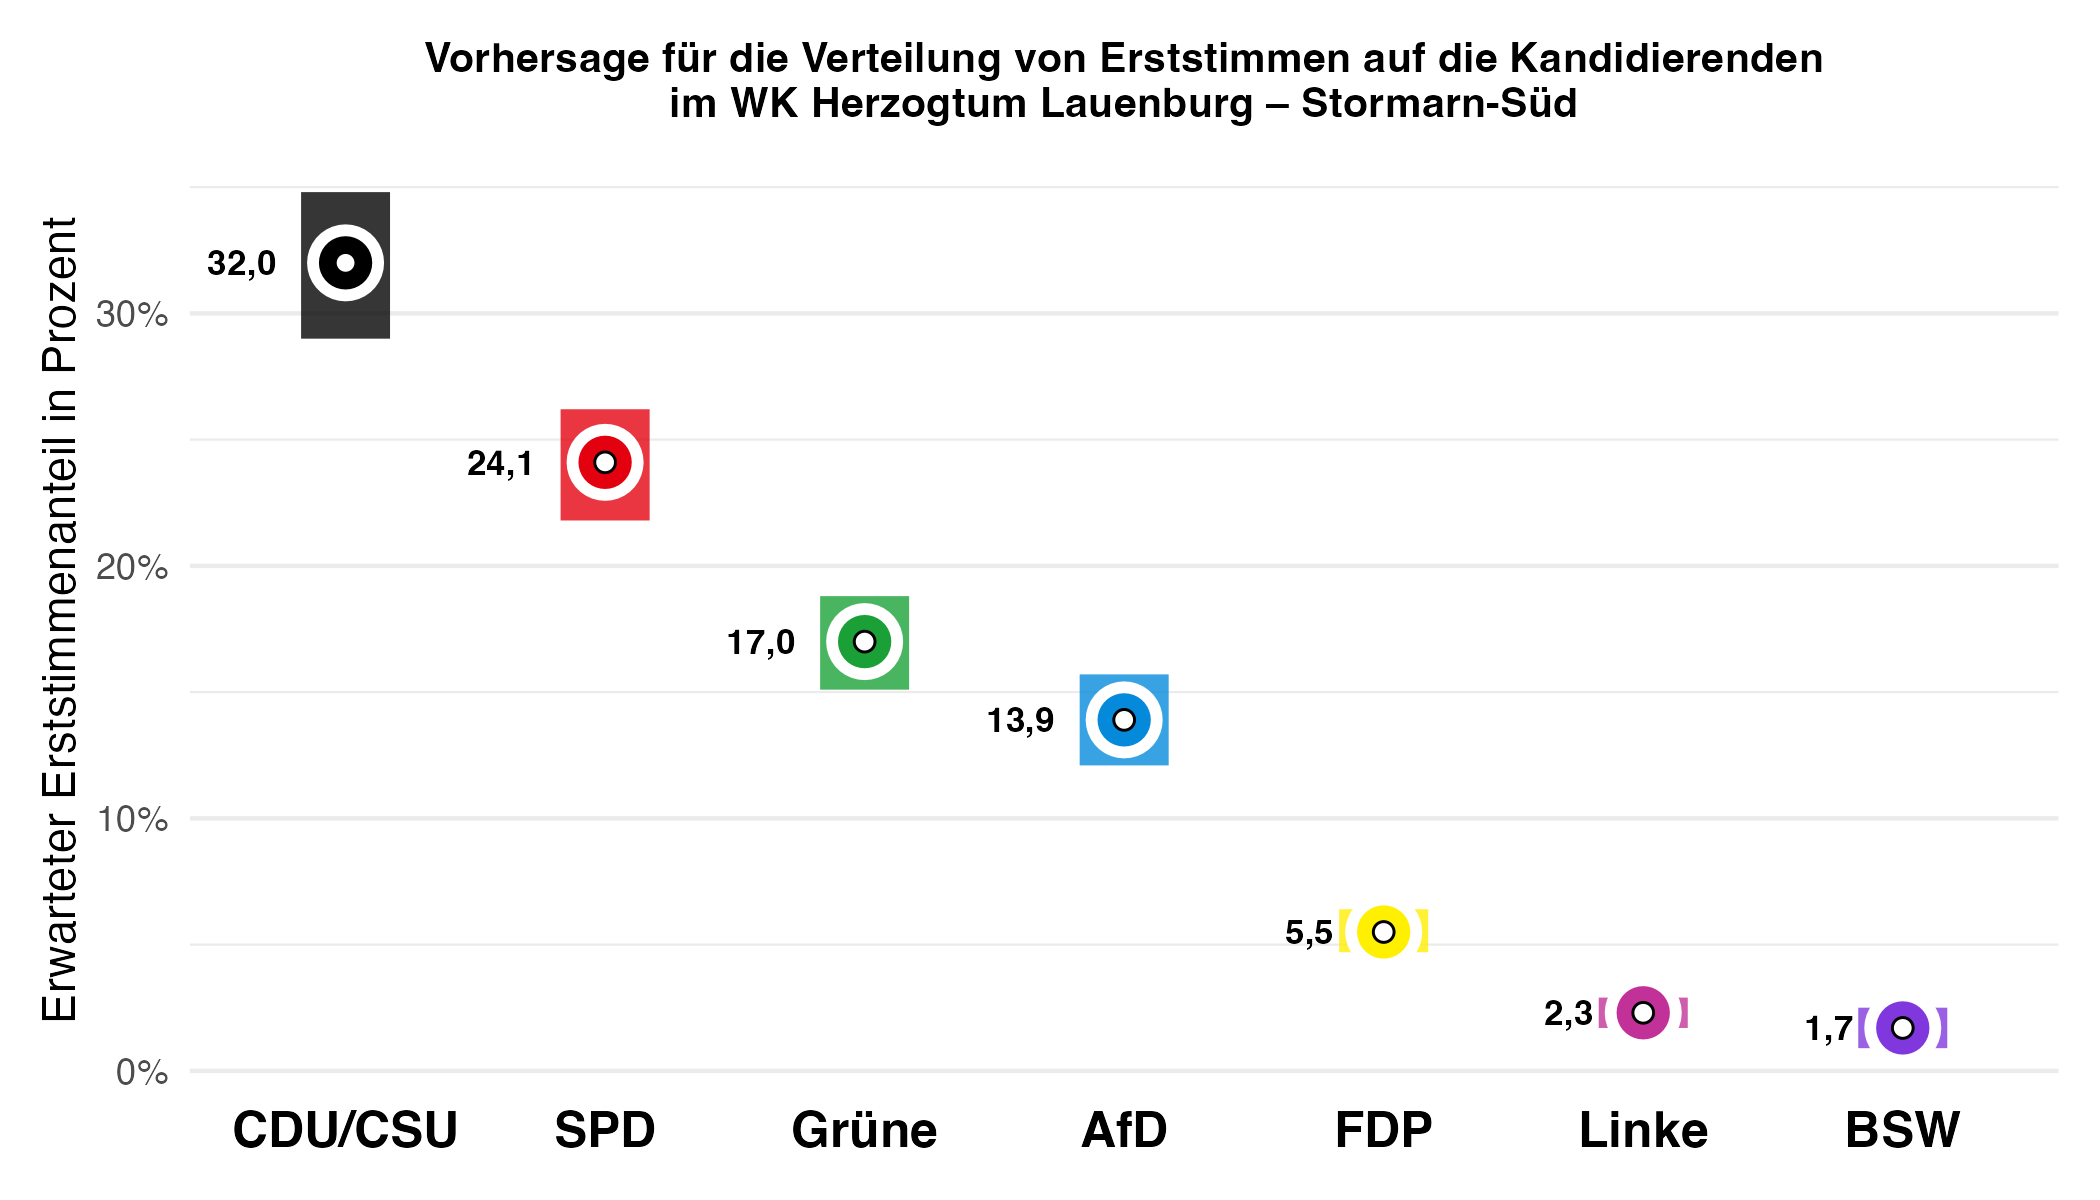 Vorhersage für die Verteilung von Erststimmen auf die Kandidierenden
im WK Herzogtum Lauenburg – Stormarn-Süd
Erwarteter Erststimmenanteil in Prozent
30%
20%
10%
0%
32,0
24,1
17,0
13,9
5,5
2,3
1,7
CDU/CSU
SPD
Grüne
AfD
FDP
Linke
BSW